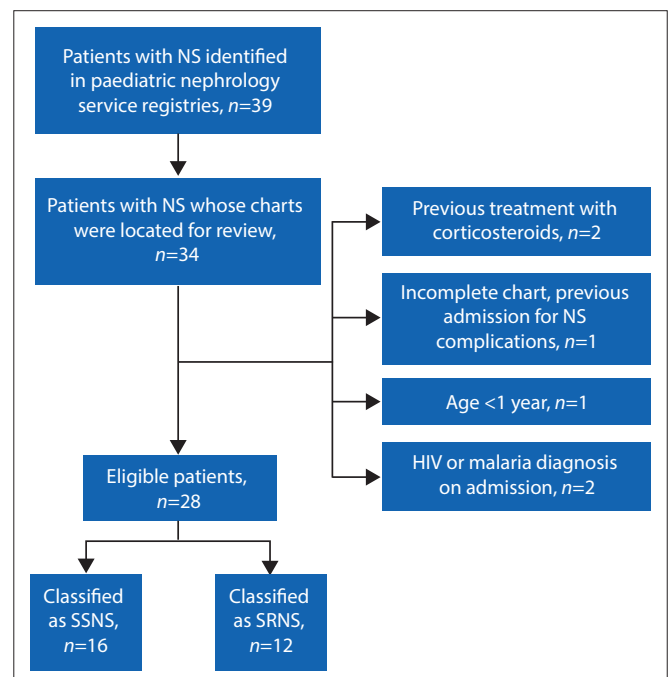 Patients with NS identified
in paediatric nephrology
service registries, n=39
Patients with NS whose charts
were located for review,
n=34
Previous treatment with
corticosteroids, n=2
Incomplete chart, previous
admission for NS
complications, n=1
Age <1 year, n=1
HIV or malaria diagnosis
on admission, n=2
Eligible patients,
n=28
Classified
as SSNS,
n=16
Classified
as SRNS,
n=12